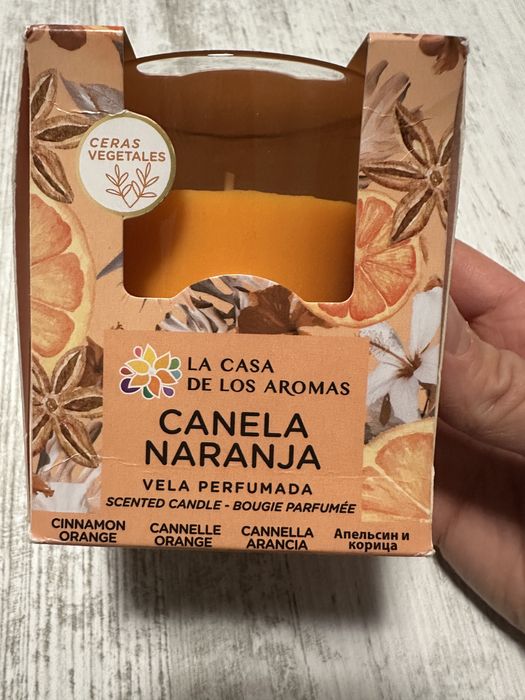 CERAS
VEGETALES
LA CASA
DE LOS AROMAS
CANELA
NARANJA
VELA PERFUMADA
SCENTED CANDLE - BOUGIE PARFUMÉE
CINNAMON
ORANGE
CANNELLE
ORANGE
CANNELLA
ARANCIA
Апельсин и
корица